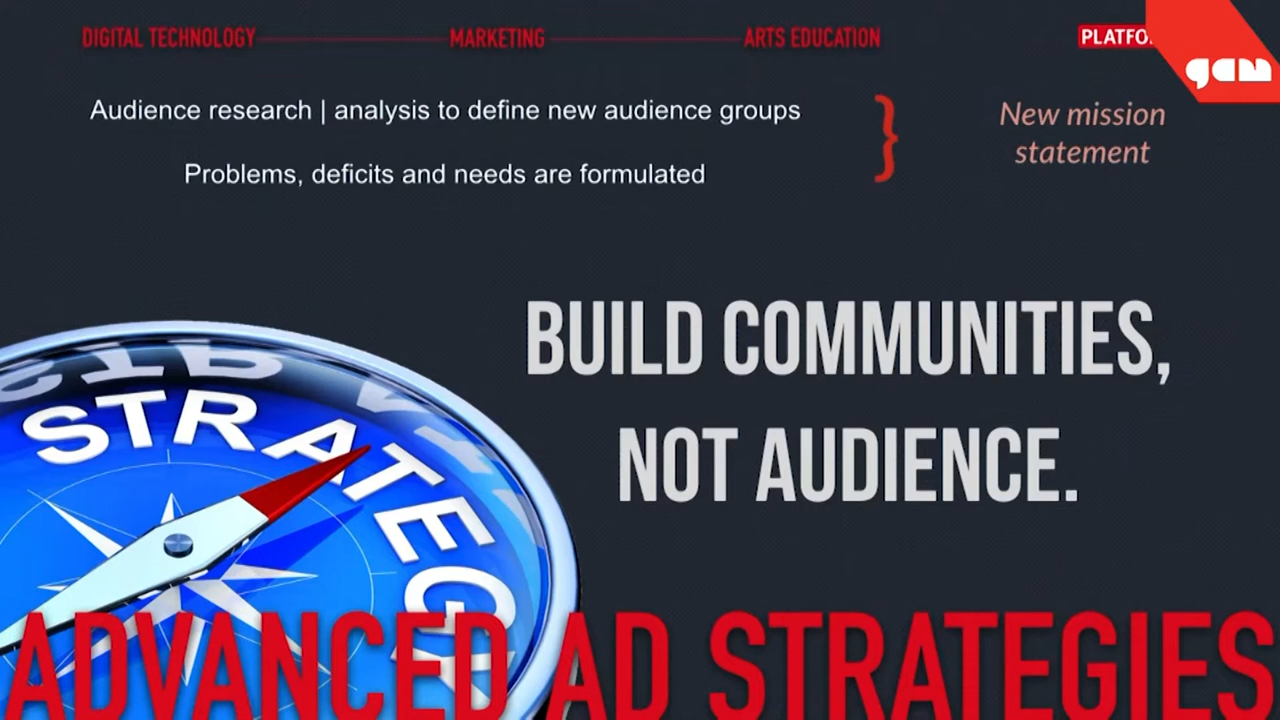 DIGITAL TECHNOLOGY MARKETING ARTS EDUCATION
gan
Audience research | analysis to define new audience groups
Problems, deficits and needs are formulated
New mission
statement
BUILD COMMUNITIES,
NOT AUDIENCE.
STRATEG
ADVANCED AD STRATEGIES